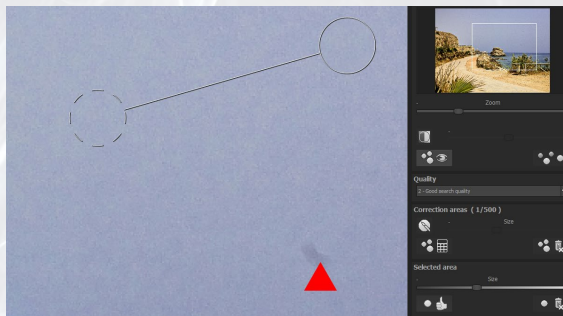 Zoom
Quality
2 - Good search quality
Correction areas ( 1/500 )
Size
Selected area
Size